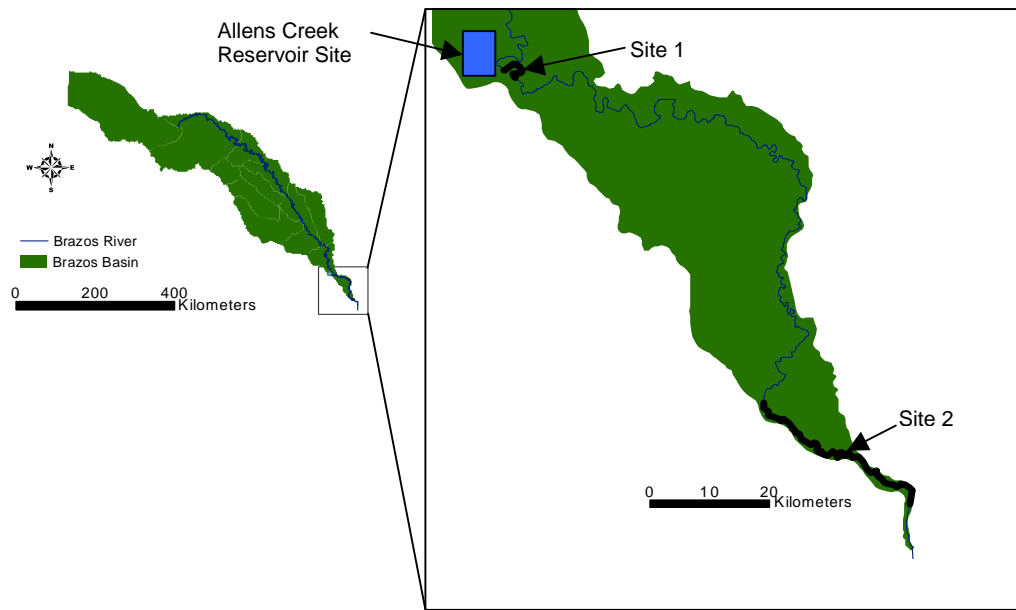 Allens Creek
Reservoir Site
Site 1
N
W E
S
Brazos River
Brazos Basin
0 200 400
Kilometers
Site 2
0 10 20
Kilometers